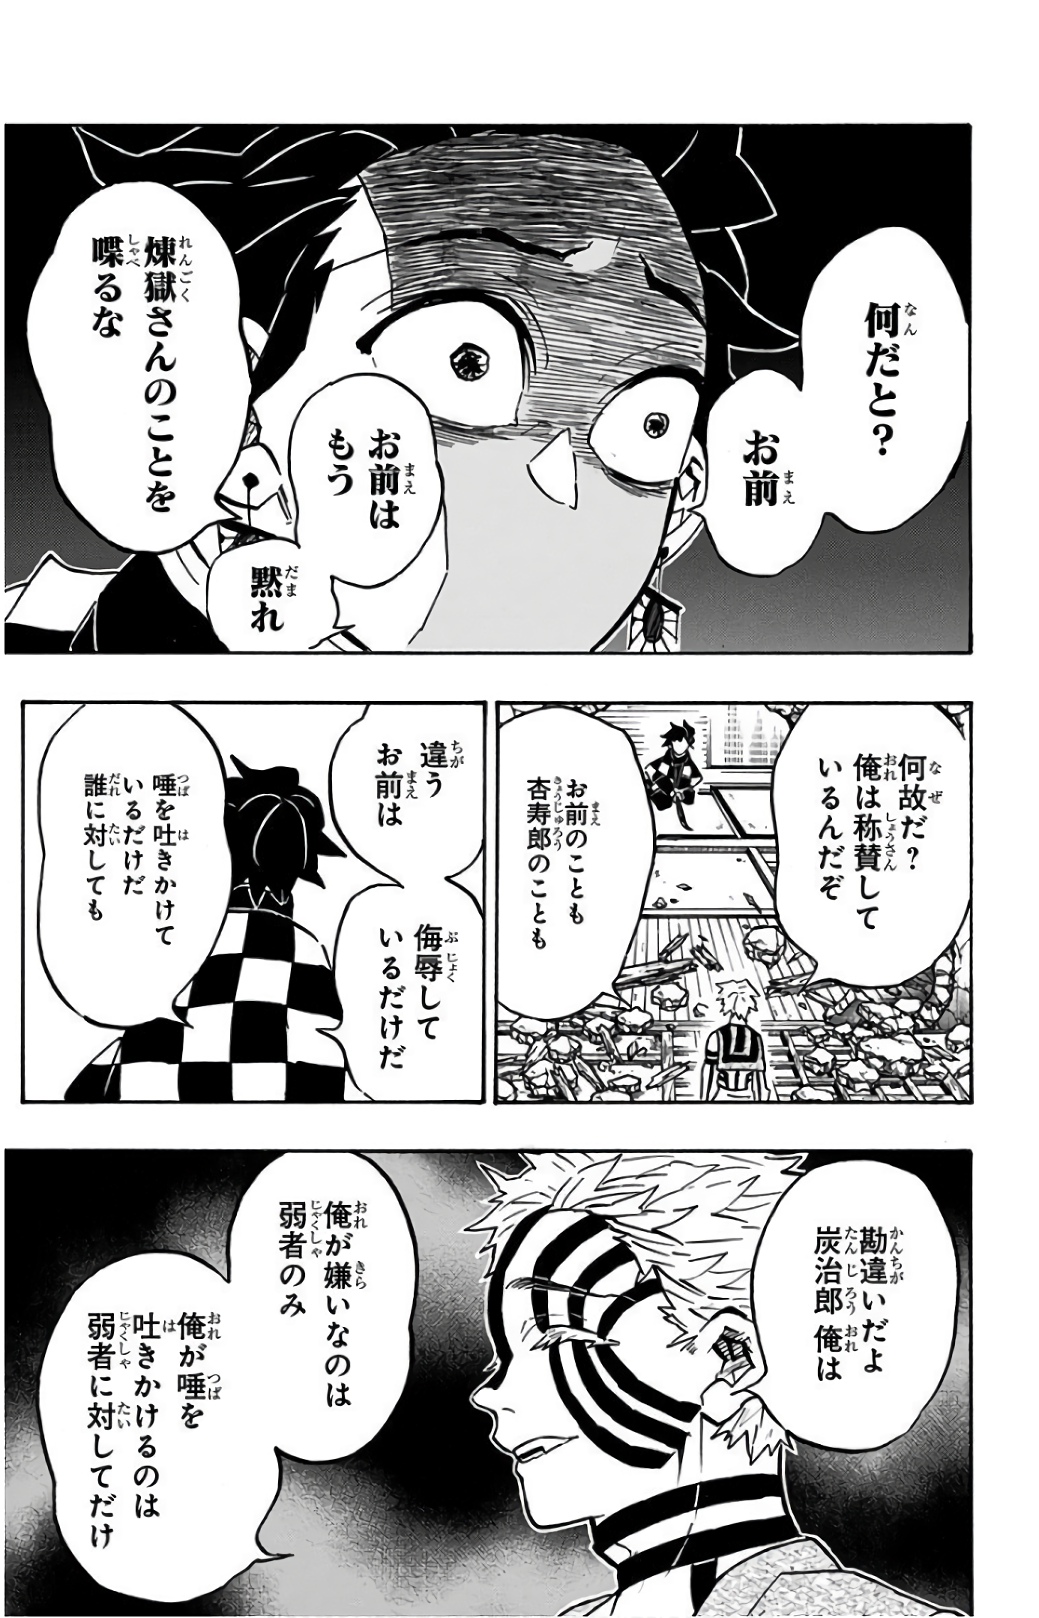 何だと？
お前
お前は
もう
黙れ
煉獄さんのことを
喋るな
何故だ？
俺は称賛して
いるんだぞ
お前のことも
杏寿郎のことも
違う
お前は
侮辱して
いるだけだ
唾を吐きかけて
いるだけだ
誰に対しても
勘違いだよ
炭治郎 俺は
俺が嫌いなのは
弱者のみ
俺が唾を
吐きかけるのは
弱者に対してだけ